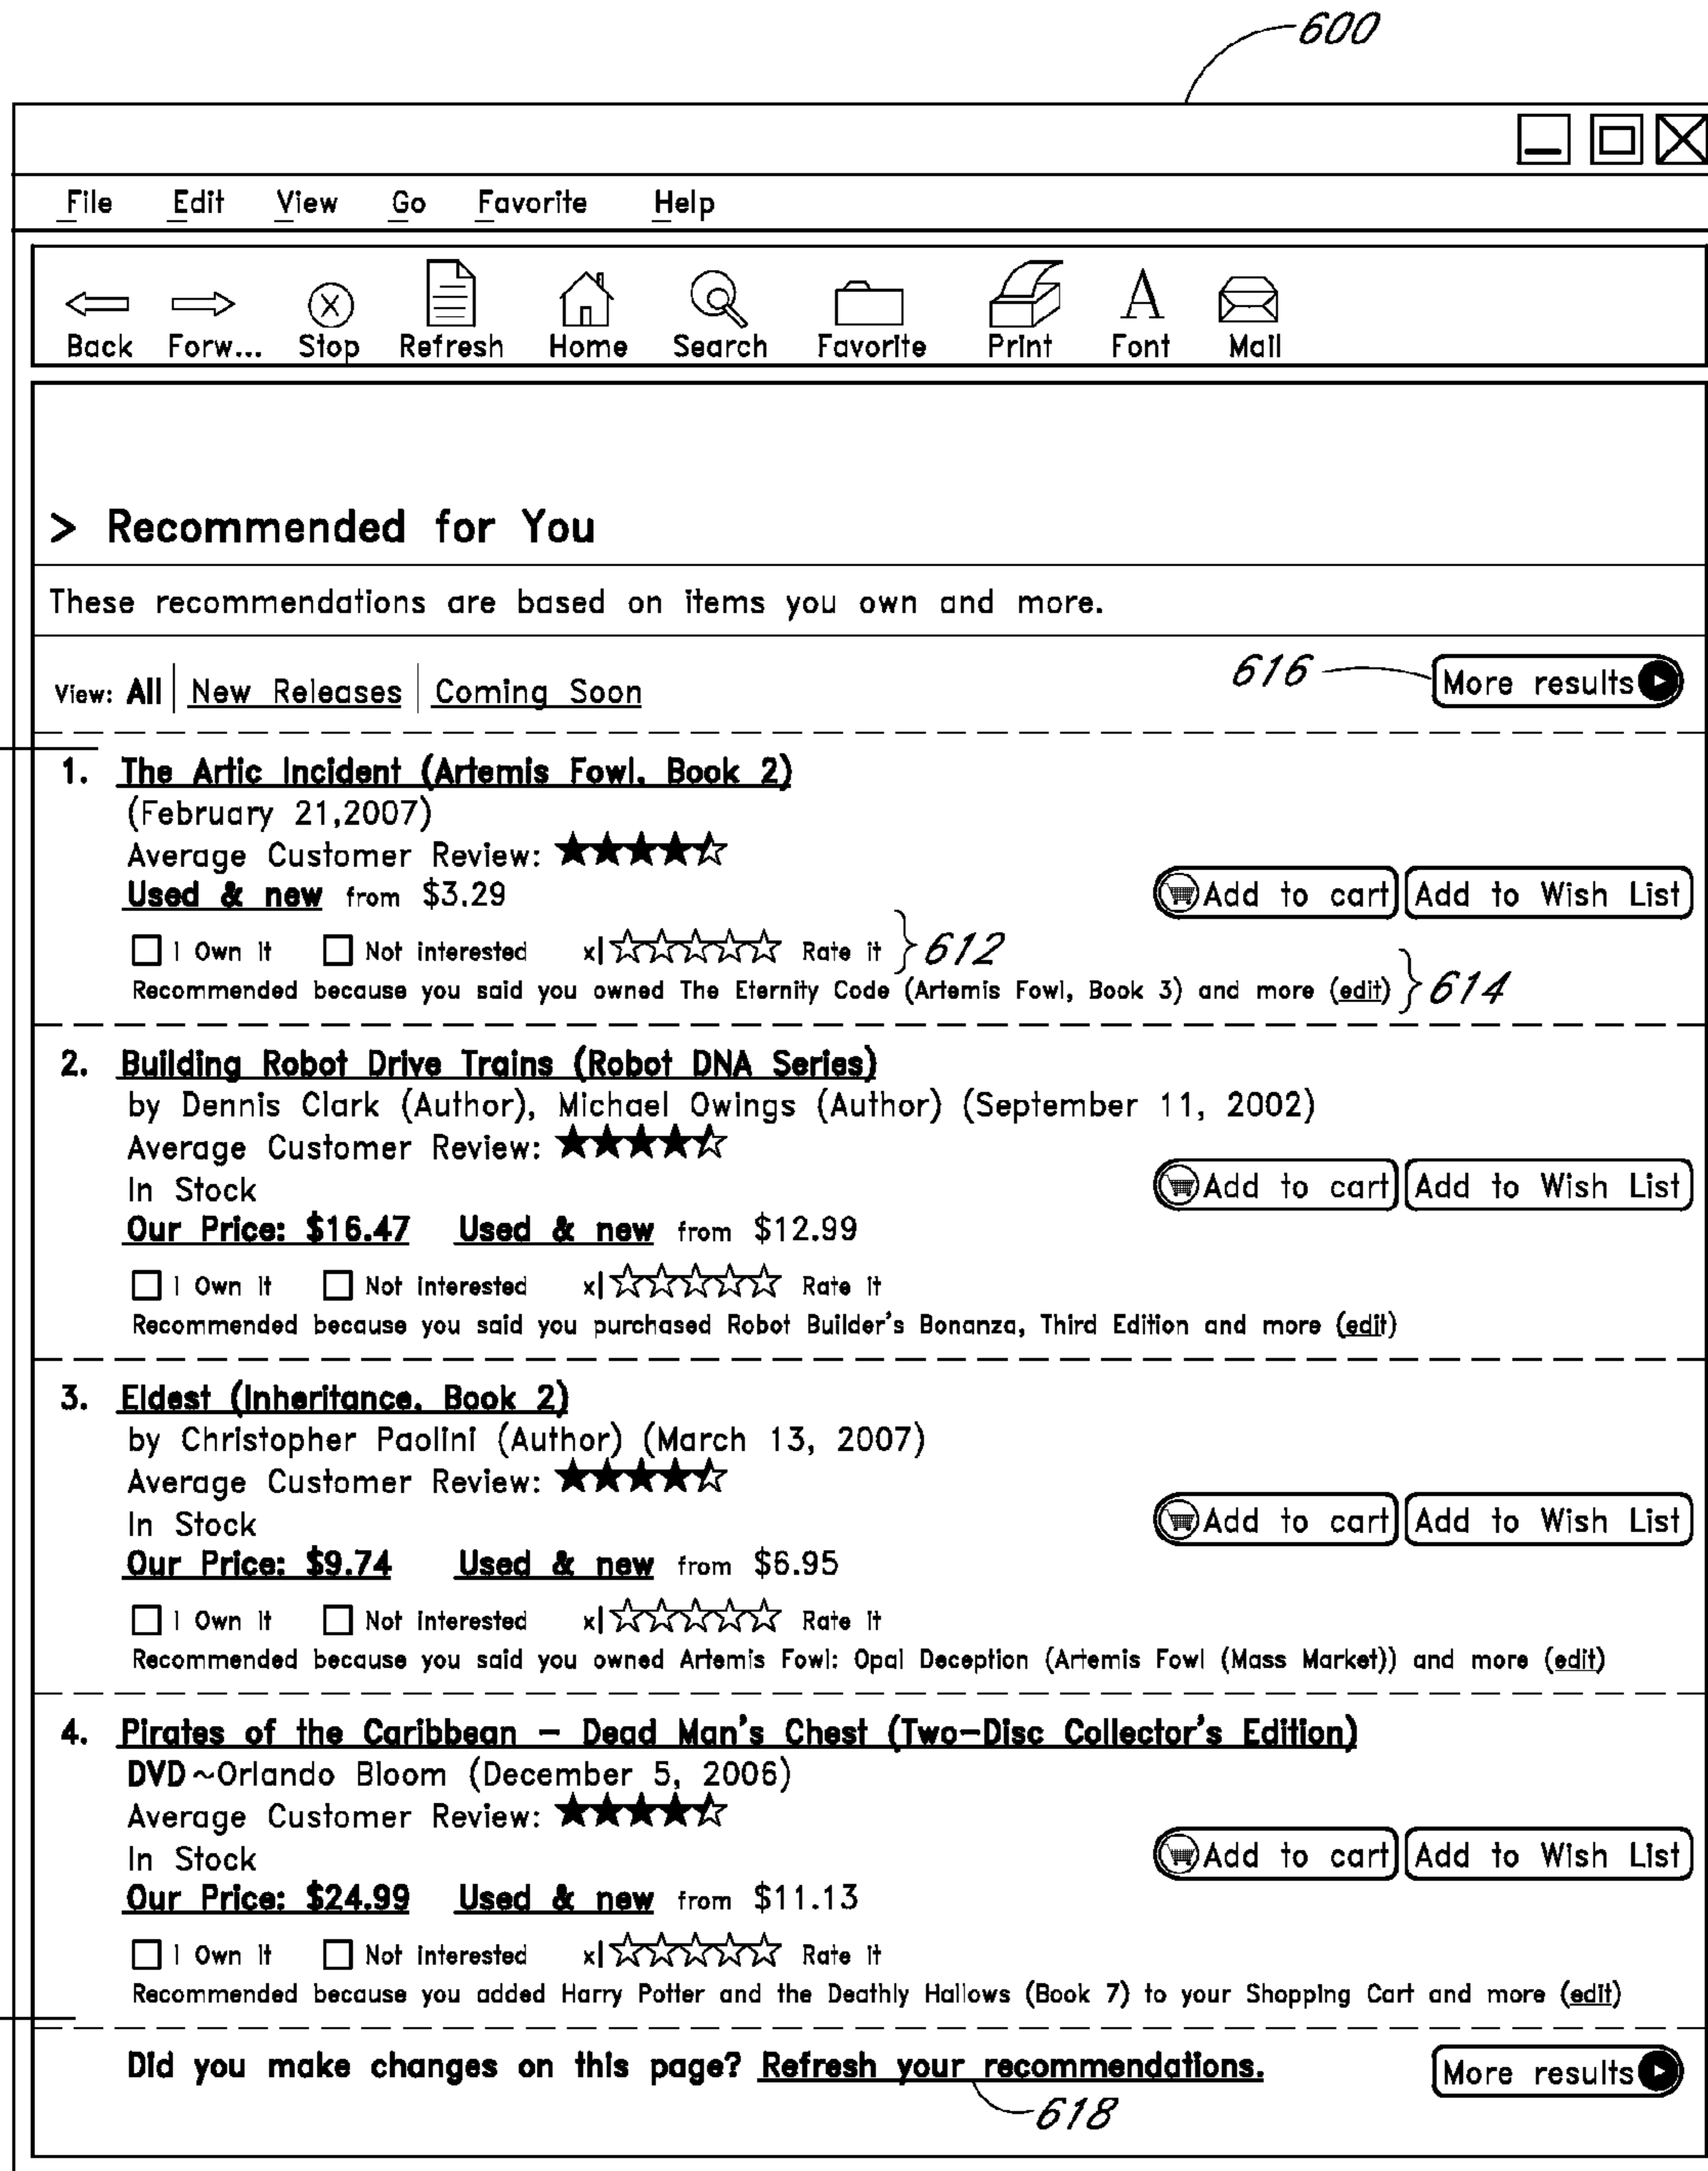 600
File Edit View Go Favorite Help
Back Forw... Stop Refresh Home Search Favorite Print Font Mail
> Recommended for You
These recommendations are based on items you own and more.
View: All | New Releases | Coming Soon 616 More results
1. The Artic Incident (Artemis Fowl, Book 2)
(February 21,2007)
Average Customer Review:
Used & new from $3.29 Add to cart Add to Wish List
I Own It Not interested x| Rate it 612
Recommended because you said you owned The Eternity Code (Artemis Fowl, Book 3) and more (edit) 614
2. Building Robot Drive Trains (Robot DNA Series)
by Dennis Clark (Author), Michael Owings (Author) (September 11, 2002)
Average Customer Review:
In Stock Add to cart Add to Wish List
Our Price: $16.47 Used & new from $12.99
I Own It Not interested x| Rate it
Recommended because you said you purchased Robot Builder's Bonanza, Third Edition and more (edit)
3. Eldest (Inheritance, Book 2)
by Christopher Paolini (Author) (March 13, 2007)
Average Customer Review:
In Stock Add to cart Add to Wish List
Our Price: $9.74 Used & new from $6.95
I Own It Not interested x| Rate it
Recommended because you said you owned Artemis Fowl: Opal Deception (Artemis Fowl (Mass Market)) and more (edit)
4. Pirates of the Caribbean – Dead Man's Chest (Two–Disc Collector's Edition)
DVD~Orlando Bloom (December 5, 2006)
Average Customer Review:
In Stock Add to cart Add to Wish List
Our Price: $24.99 Used & new from $11.13
I Own It Not interested x| Rate it
Recommended because you added Harry Potter and the Deathly Hallows (Book 7) to your Shopping Cart and more (edit)
Did you make changes on this page? Refresh your recommendations. More results
618